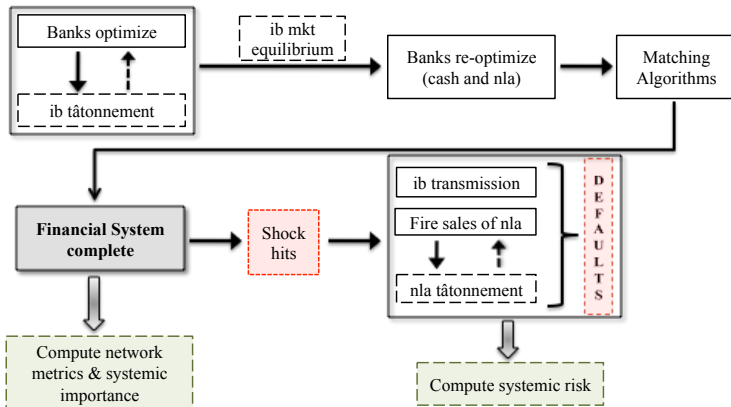 Banks optimize
ib tâtonnement
ib mkt
equilibrium
Banks re-optimize
(cash and nla)
Matching
Algorithms
Financial System
complete
Shock
hits
ib transmission
Fire sales of nla
nla tâtonnement
DEFAULTS
Compute network
metrics & systemic
importance
Compute systemic risk